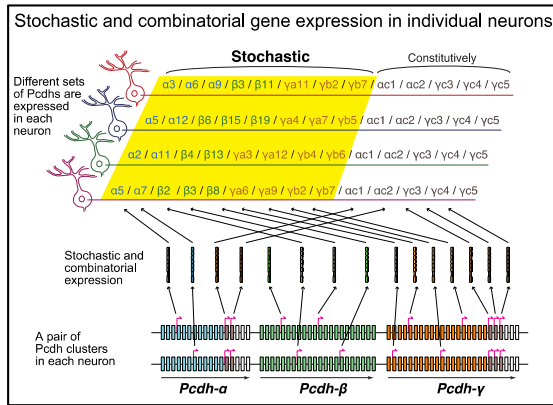 Stochastic and combinatorial gene expression in individual neurons
Stochastic
Constitutively
Different sets
of Pcdhs are
expressed
in each
neuron
α3 / α6 / α9 / β3 / β11 / γa11 / γb2 / γb7 / αc1 / αc2 / γc3 / γc4 / γc5
α5 / α12 / β6 / β15 / β19 / γa4 / γa7 / γb5 / αc1 / αc2 / γc3 / γc4 / γc5
α2 / α11 / β4 / β13 / γa3 / γa12 / γb4 / γb6 / αc1 / αc2 / γc3 / γc4 / γc5
α5 / α7 / β2 / β3 / β8 / γa6 / γa9 / γb2 / γb7 / αc1 / αc2 / γc3 / γc4 / γc5
Stochastic and
combinatorial
expression
A pair of
Pcdh clusters
in each neuron
Pcdh-α
Pcdh-β
Pcdh-γ